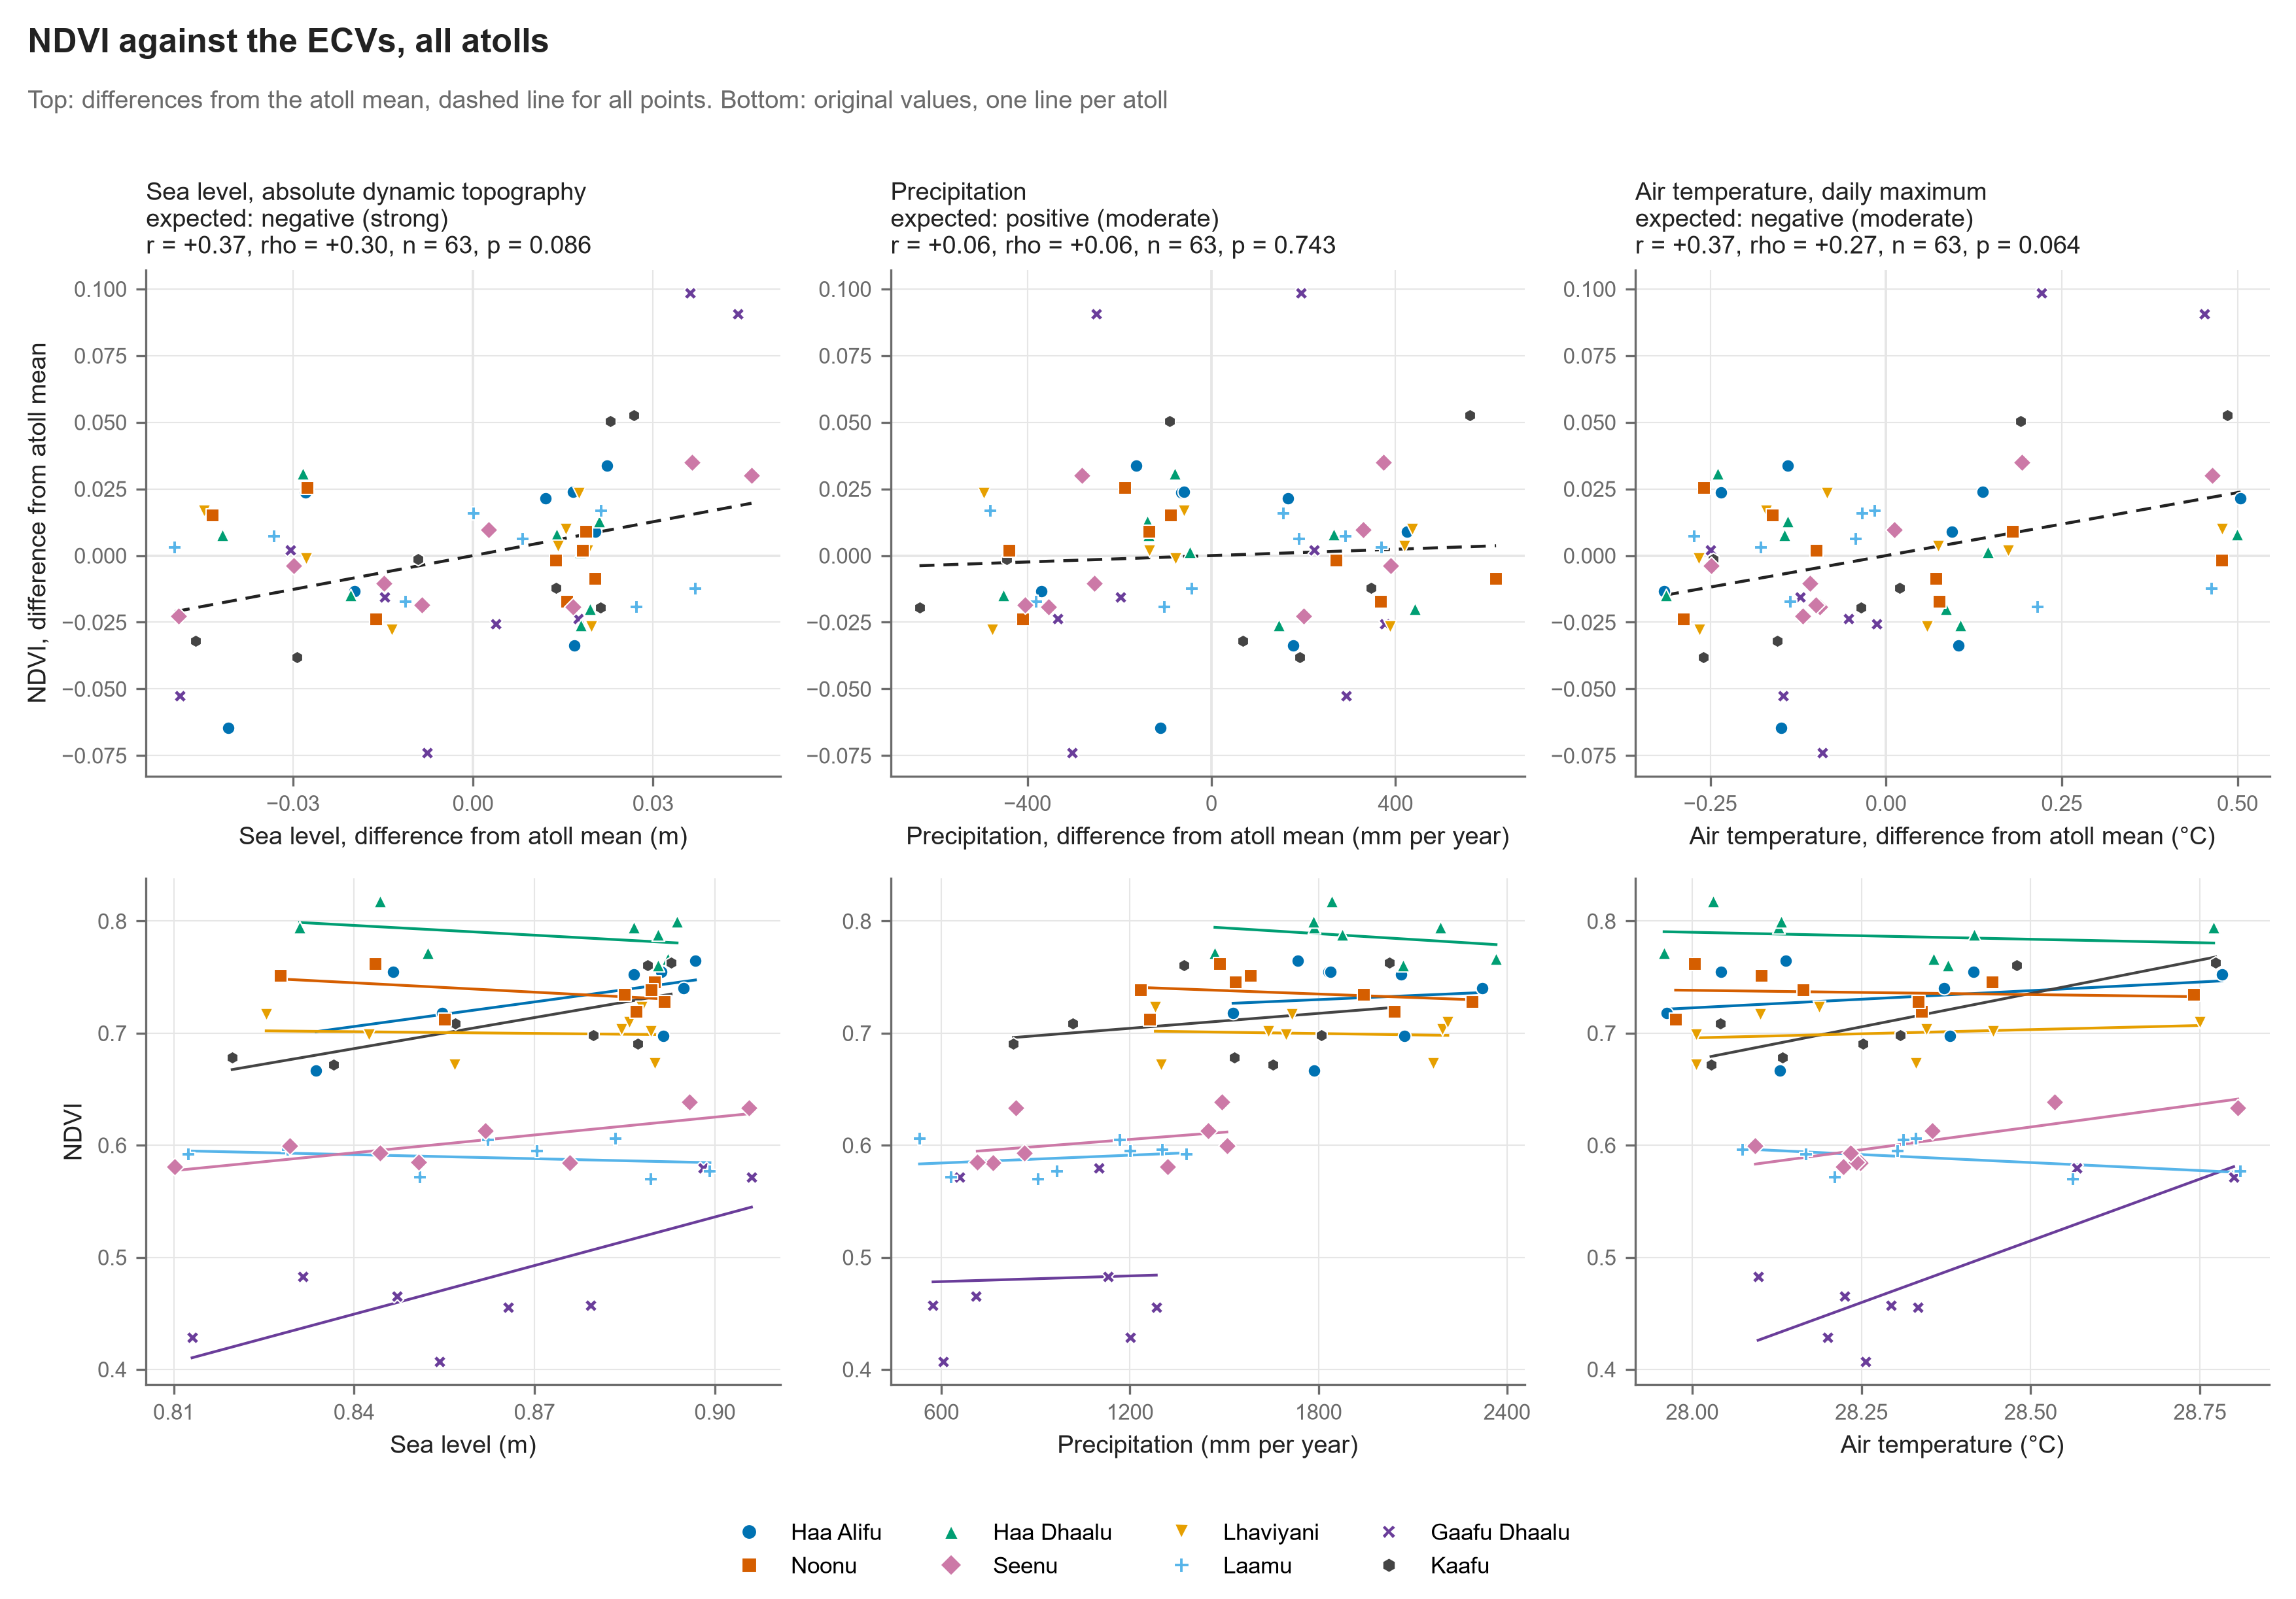 NDVI against the ECVs, all atolls
Top: differences from the atoll mean, dashed line for all points. Bottom: original values, one line per atoll
Sea level, absolute dynamic topography
expected: negative (strong)
r = +0.37, rho = +0.30, n = 63, p = 0.086
Precipitation
expected: positive (moderate)
r = +0.06, rho = +0.06, n = 63, p = 0.743
Air temperature, daily maximum
expected: negative (moderate)
r = +0.37, rho = +0.27, n = 63, p = 0.064
NDVI, difference from atoll mean
0.100
0.075
0.050
0.025
0.000
−0.025
−0.050
−0.075
−0.03 0.00 0.03
Sea level, difference from atoll mean (m)
0.100
0.075
0.050
0.025
0.000
−0.025
−0.050
−0.075
−400 0 400
Precipitation, difference from atoll mean (mm per year)
0.100
0.075
0.050
0.025
0.000
−0.025
−0.050
−0.075
−0.25 0.00 0.25 0.50
Air temperature, difference from atoll mean (°C)
NDVI
0.8
0.7
0.6
0.5
0.4
0.81 0.84 0.87 0.90
Sea level (m)
0.8
0.7
0.6
0.5
0.4
600 1200 1800 2400
Precipitation (mm per year)
0.8
0.7
0.6
0.5
0.4
28.00 28.25 28.50 28.75
Air temperature (°C)
Haa Alifu Haa Dhaalu Lhaviyani Gaafu Dhaalu
Noonu Seenu Laamu Kaafu